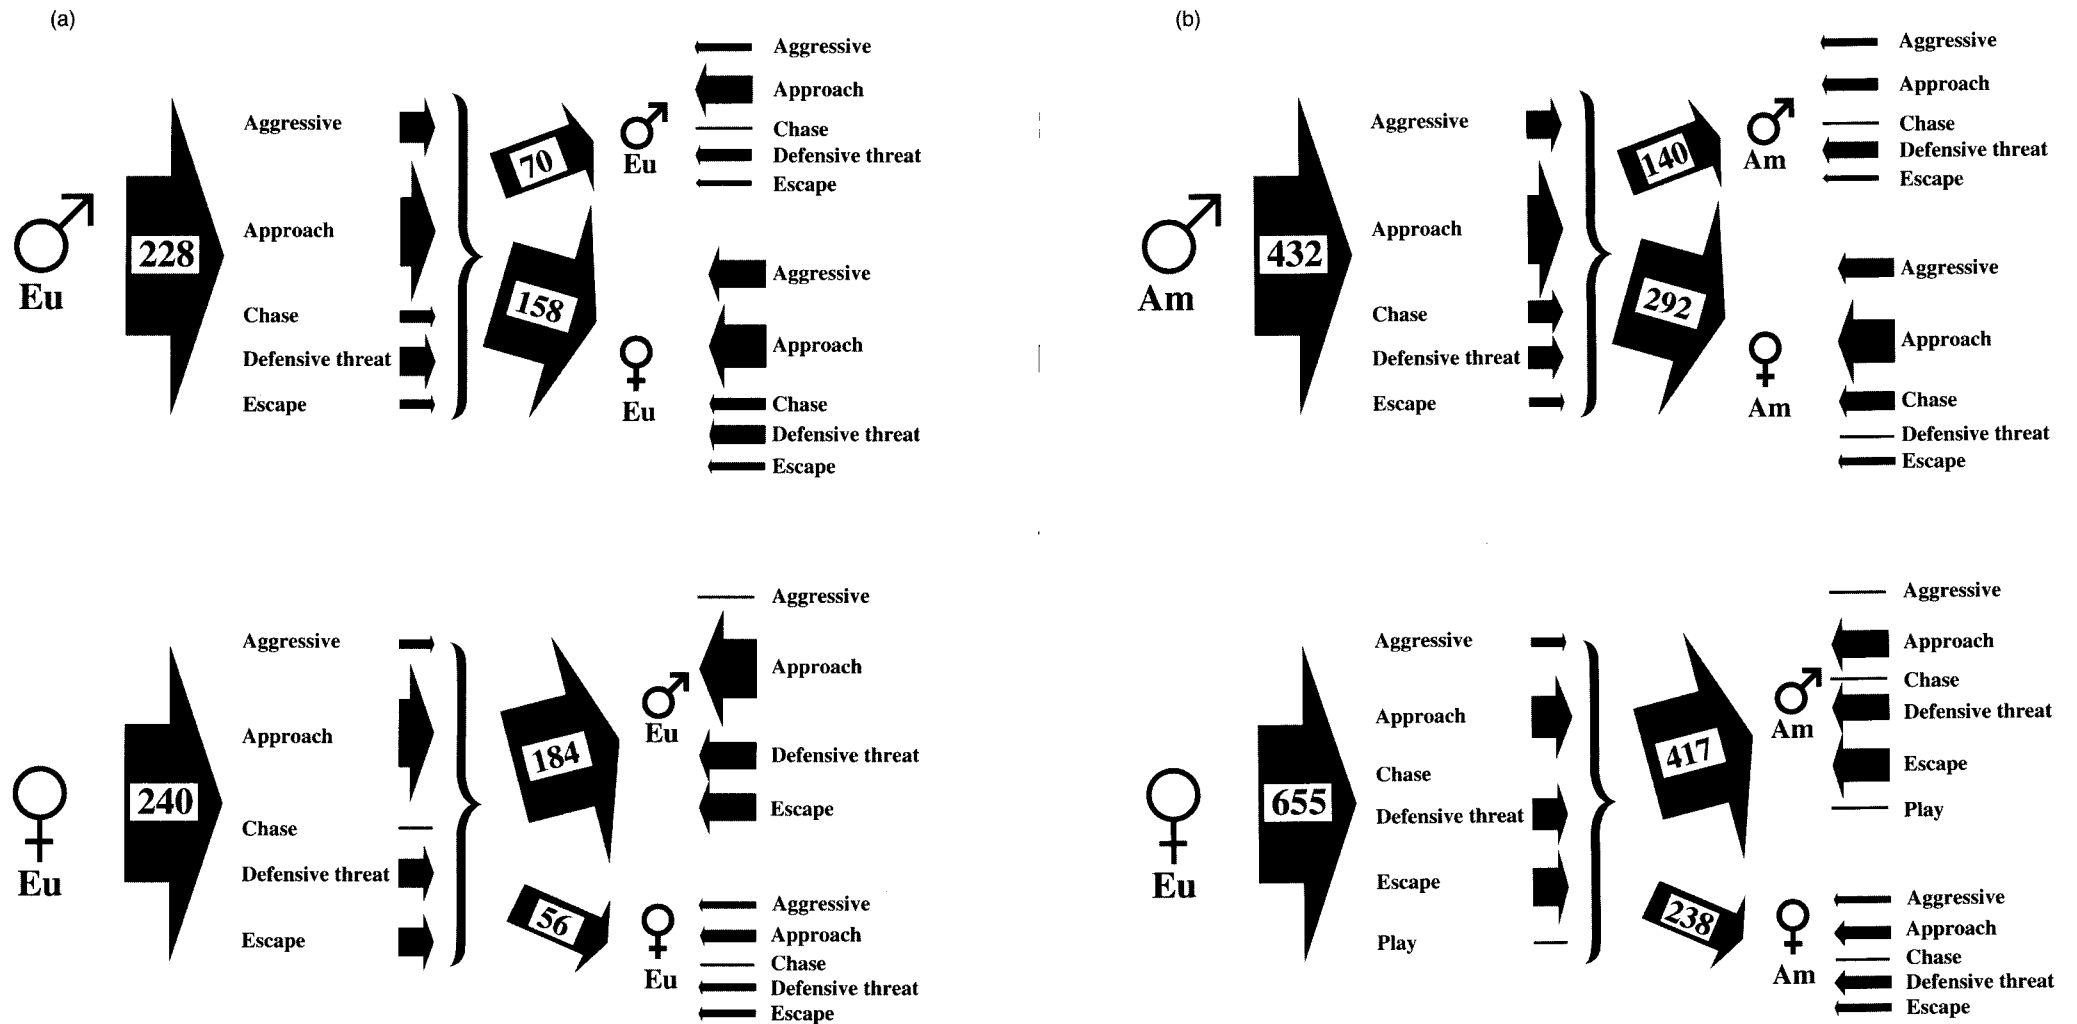 (a)
Aggressive
Approach
Chase
Defensive threat
Escape
228
Eu
70
158
Eu
Eu
Aggressive
Approach
Chase
Defensive threat
Escape
Aggressive
Approach
Chase
Defensive threat
Escape
Aggressive
Approach
Chase
Defensive threat
Escape
240
Eu
184
56
Eu
Eu
Aggressive
Approach
Defensive threat
Escape
Aggressive
Approach
Chase
Defensive threat
Escape
(b)
Aggressive
Approach
Chase
Defensive threat
Escape
432
Am
140
292
Am
Am
Aggressive
Approach
Chase
Defensive threat
Escape
Aggressive
Approach
Chase
Defensive threat
Escape
Aggressive
Approach
Chase
Defensive threat
Escape
Play
655
Eu
417
238
Am
Am
Aggressive
Approach
Chase
Defensive threat
Escape
Play
Aggressive
Approach
Chase
Defensive threat
Escape